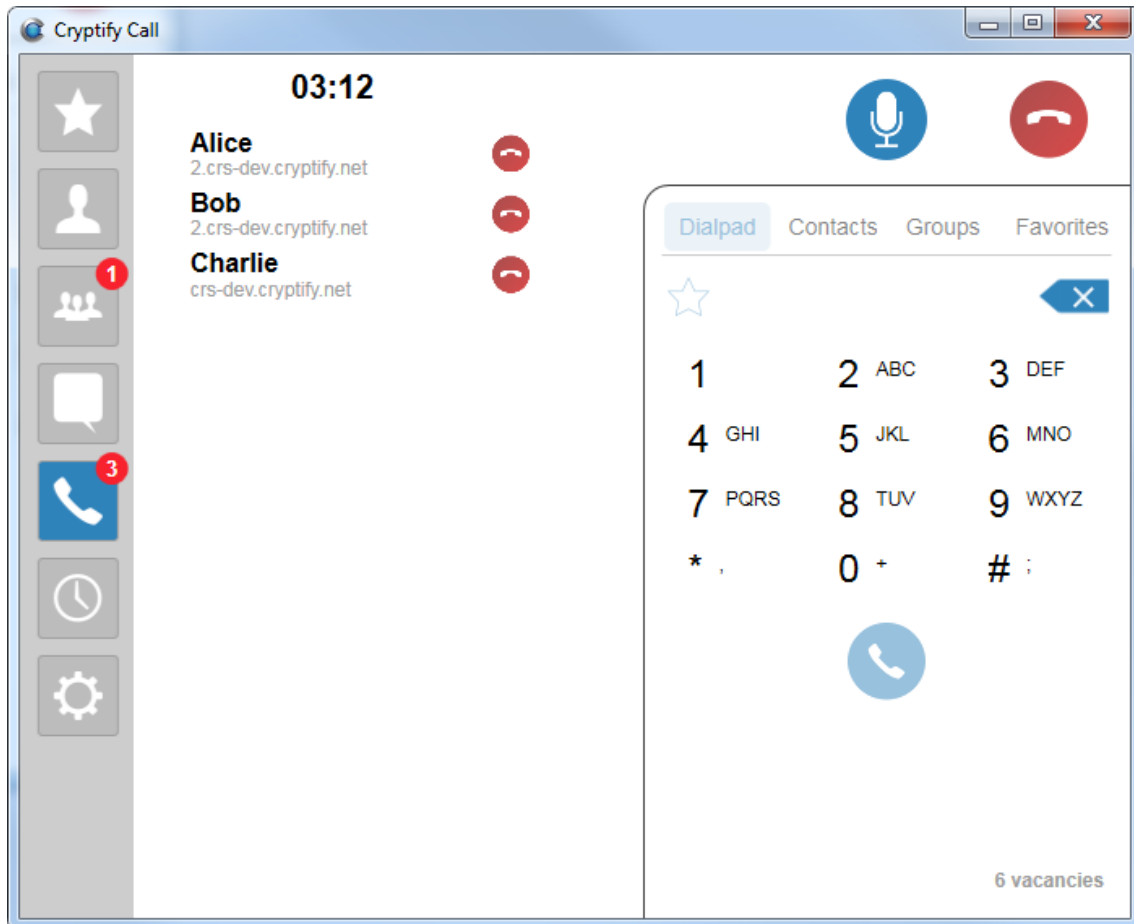 Cryptify Call
03:12
Alice
2.crs-dev.cryptify.net
Bob
2.crs-dev.cryptify.net
Charlie
crs-dev.cryptify.net
1
3
Dialpad Contacts Groups Favorites
1 2 ABC 3 DEF
4 GHI 5 JKL 6 MNO
7 PQRS 8 TUV 9 WXYZ
* , 0 + # ;
6 vacancies